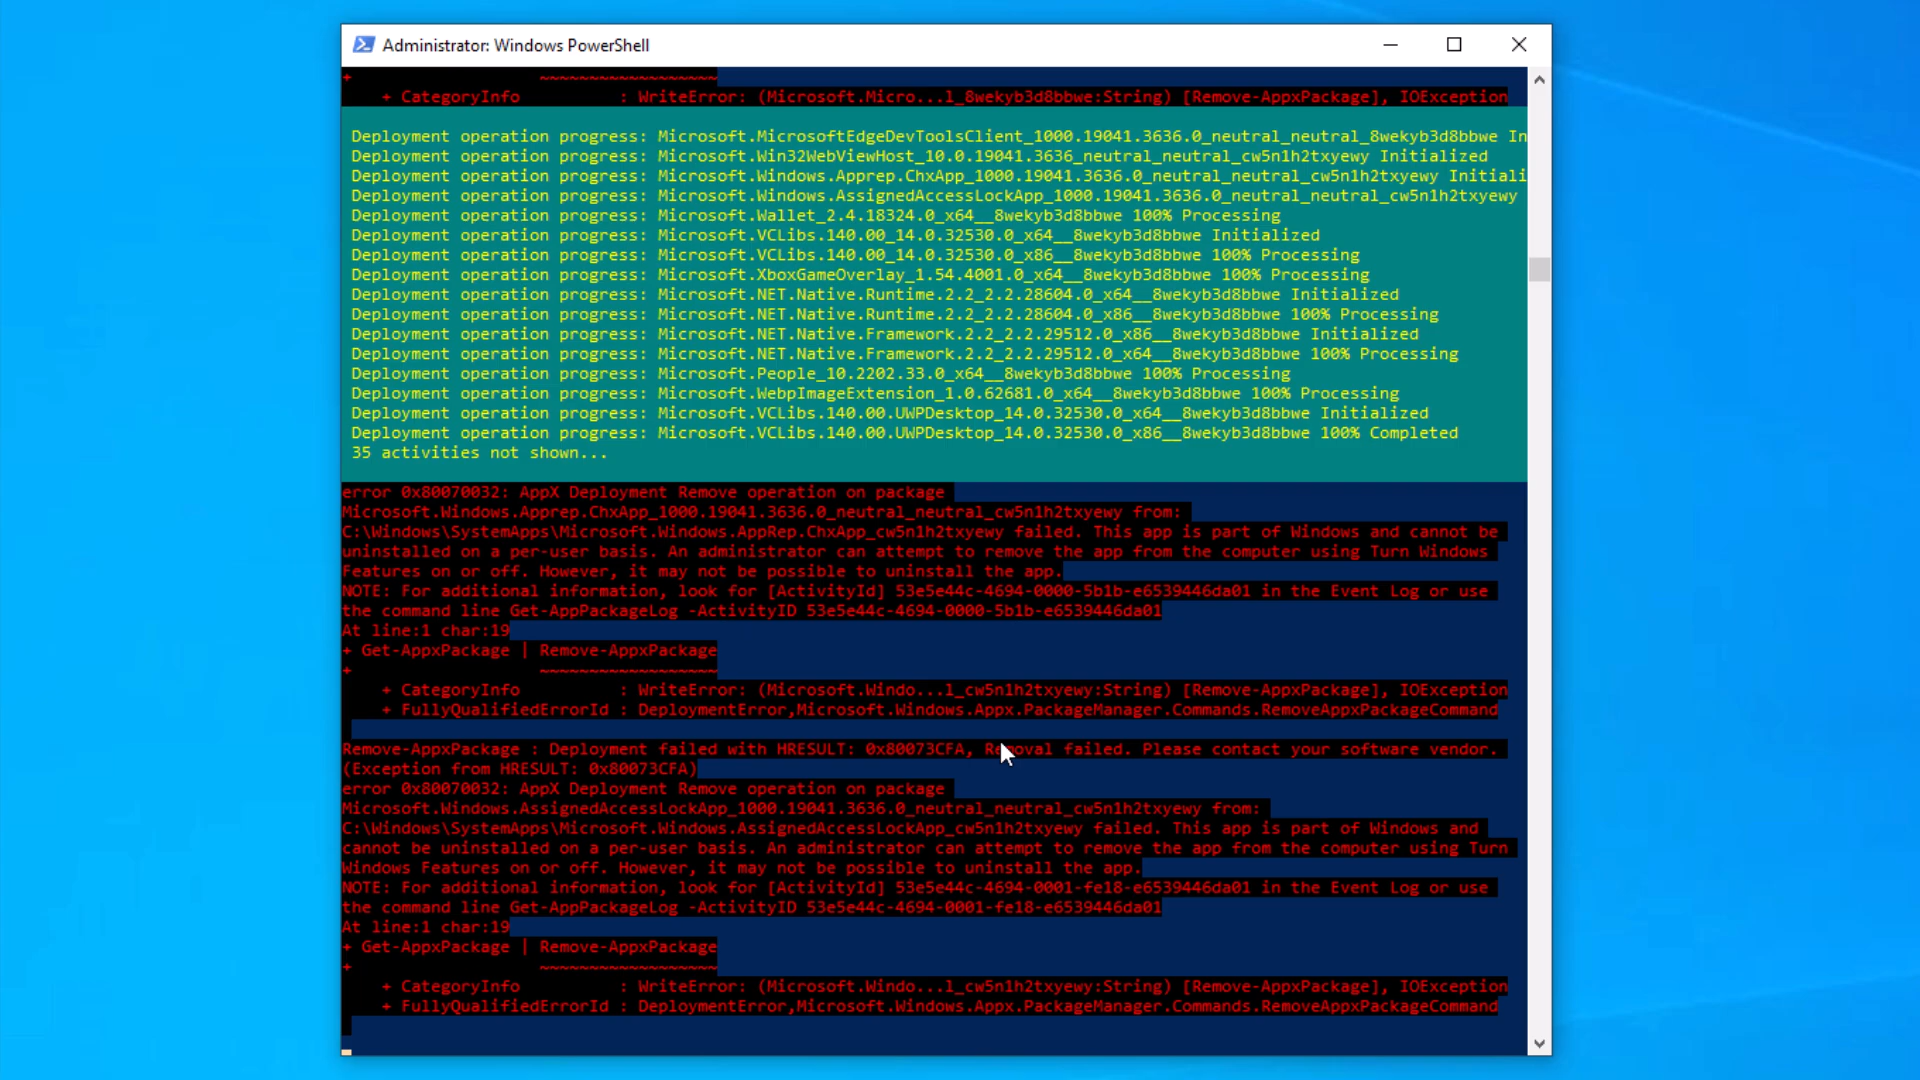 Administrator: Windows PowerShell
+                   ~~~~~~~~~~~~~~~~~~
    + CategoryInfo          : WriteError: (Microsoft.Micro...l_8wekyb3d8bbwe:String) [Remove-AppxPackage], IOException
Deployment operation progress: Microsoft.MicrosoftEdgeDevToolsClient_1000.19041.3636.0_neutral_neutral_8wekyb3d8bbwe In
Deployment operation progress: Microsoft.Win32WebViewHost_10.0.19041.3636_neutral_neutral_cw5n1h2txyewy Initialized
Deployment operation progress: Microsoft.Windows.Apprep.ChxApp_1000.19041.3636.0_neutral_neutral_cw5n1h2txyewy Initiali
Deployment operation progress: Microsoft.Windows.AssignedAccessLockApp_1000.19041.3636.0_neutral_neutral_cw5n1h2txyewy
Deployment operation progress: Microsoft.Wallet_2.4.18324.0_x64__8wekyb3d8bbwe 100% Processing
Deployment operation progress: Microsoft.VCLibs.140.00_14.0.32530.0_x64__8wekyb3d8bbwe Initialized
Deployment operation progress: Microsoft.VCLibs.140.00_14.0.32530.0_x86__8wekyb3d8bbwe 100% Processing
Deployment operation progress: Microsoft.XboxGameOverlay_1.54.4001.0_x64__8wekyb3d8bbwe 100% Processing
Deployment operation progress: Microsoft.NET.Native.Runtime.2.2_2.2.28604.0_x64__8wekyb3d8bbwe Initialized
Deployment operation progress: Microsoft.NET.Native.Runtime.2.2_2.2.28604.0_x86__8wekyb3d8bbwe 100% Processing
Deployment operation progress: Microsoft.NET.Native.Framework.2.2_2.2.29512.0_x86__8wekyb3d8bbwe Initialized
Deployment operation progress: Microsoft.NET.Native.Framework.2.2_2.2.29512.0_x64__8wekyb3d8bbwe 100% Processing
Deployment operation progress: Microsoft.People_10.2202.33.0_x64__8wekyb3d8bbwe 100% Processing
Deployment operation progress: Microsoft.WebpImageExtension_1.0.62681.0_x64__8wekyb3d8bbwe 100% Processing
Deployment operation progress: Microsoft.VCLibs.140.00.UWPDesktop_14.0.32530.0_x64__8wekyb3d8bbwe Initialized
Deployment operation progress: Microsoft.VCLibs.140.00.UWPDesktop_14.0.32530.0_x86__8wekyb3d8bbwe 100% Completed
35 activities not shown...
error 0x80070032: AppX Deployment Remove operation on package
Microsoft.Windows.Apprep.ChxApp_1000.19041.3636.0_neutral_neutral_cw5n1h2txyewy from:
C:\Windows\SystemApps\Microsoft.Windows.AppRep.ChxApp_cw5n1h2txyewy failed. This app is part of Windows and cannot be
uninstalled on a per-user basis. An administrator can attempt to remove the app from the computer using Turn Windows
Features on or off. However, it may not be possible to uninstall the app.
NOTE: For additional information, look for [ActivityId] 53e5e44c-4694-0000-5b1b-e6539446da01 in the Event Log or use
the command line Get-AppPackageLog -ActivityID 53e5e44c-4694-0000-5b1b-e6539446da01
At line:1 char:19
+ Get-AppxPackage | Remove-AppxPackage
+                   ~~~~~~~~~~~~~~~~~~
    + CategoryInfo          : WriteError: (Microsoft.Windo...l_cw5n1h2txyewy:String) [Remove-AppxPackage], IOException
    + FullyQualifiedErrorId : DeploymentError,Microsoft.Windows.Appx.PackageManager.Commands.RemoveAppxPackageCommand
Remove-AppxPackage : Deployment failed with HRESULT: 0x80073CFA, Removal failed. Please contact your software vendor.
(Exception from HRESULT: 0x80073CFA)
error 0x80070032: AppX Deployment Remove operation on package
Microsoft.Windows.AssignedAccessLockApp_1000.19041.3636.0_neutral_neutral_cw5n1h2txyewy from:
C:\Windows\SystemApps\Microsoft.Windows.AssignedAccessLockApp_cw5n1h2txyewy failed. This app is part of Windows and
cannot be uninstalled on a per-user basis. An administrator can attempt to remove the app from the computer using Turn
Windows Features on or off. However, it may not be possible to uninstall the app.
NOTE: For additional information, look for [ActivityId] 53e5e44c-4694-0001-fe18-e6539446da01 in the Event Log or use
the command line Get-AppPackageLog -ActivityID 53e5e44c-4694-0001-fe18-e6539446da01
At line:1 char:19
+ Get-AppxPackage | Remove-AppxPackage
+                   ~~~~~~~~~~~~~~~~~~
    + CategoryInfo          : WriteError: (Microsoft.Windo...l_cw5n1h2txyewy:String) [Remove-AppxPackage], IOException
    + FullyQualifiedErrorId : DeploymentError,Microsoft.Windows.Appx.PackageManager.Commands.RemoveAppxPackageCommand